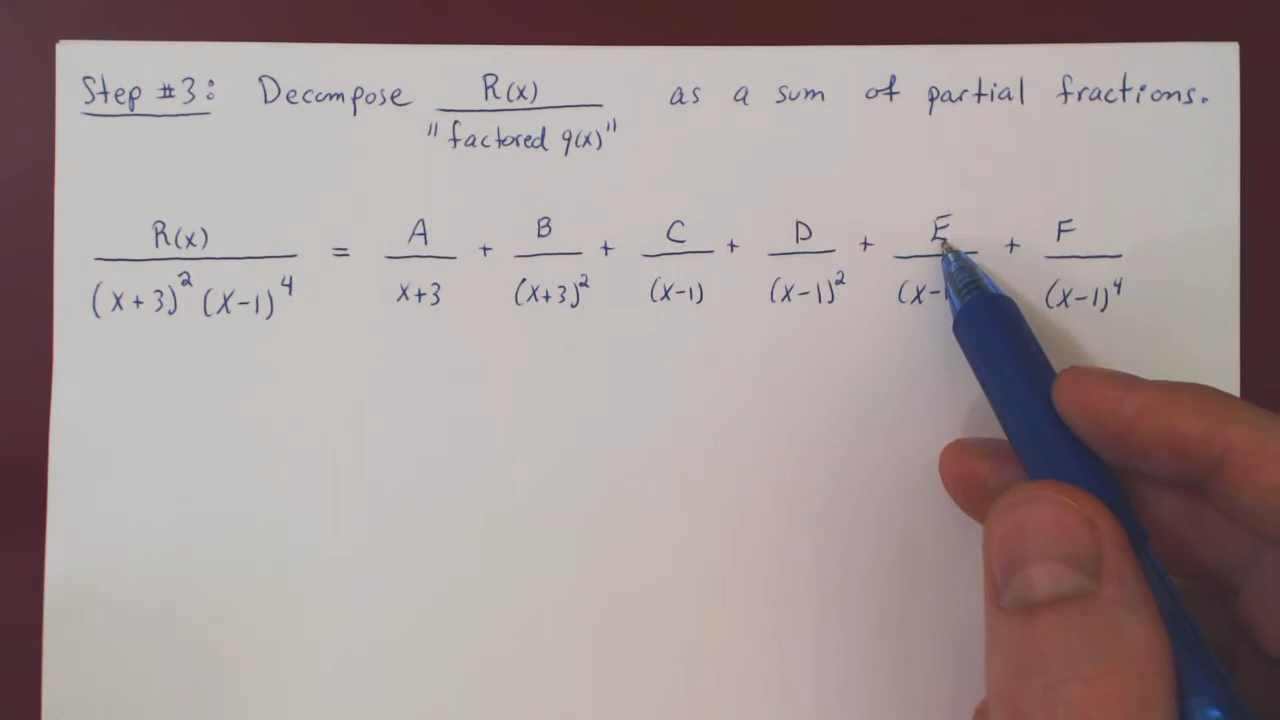 Step #3: Decompose R(x) / "factored q(x)" as a sum of partial fractions.
R(x) / (x+3)² (x-1)⁴ = A / x+3 + B / (x+3)² + C / (x-1) + D / (x-1)² + E / (x- + F / (x-1)⁴